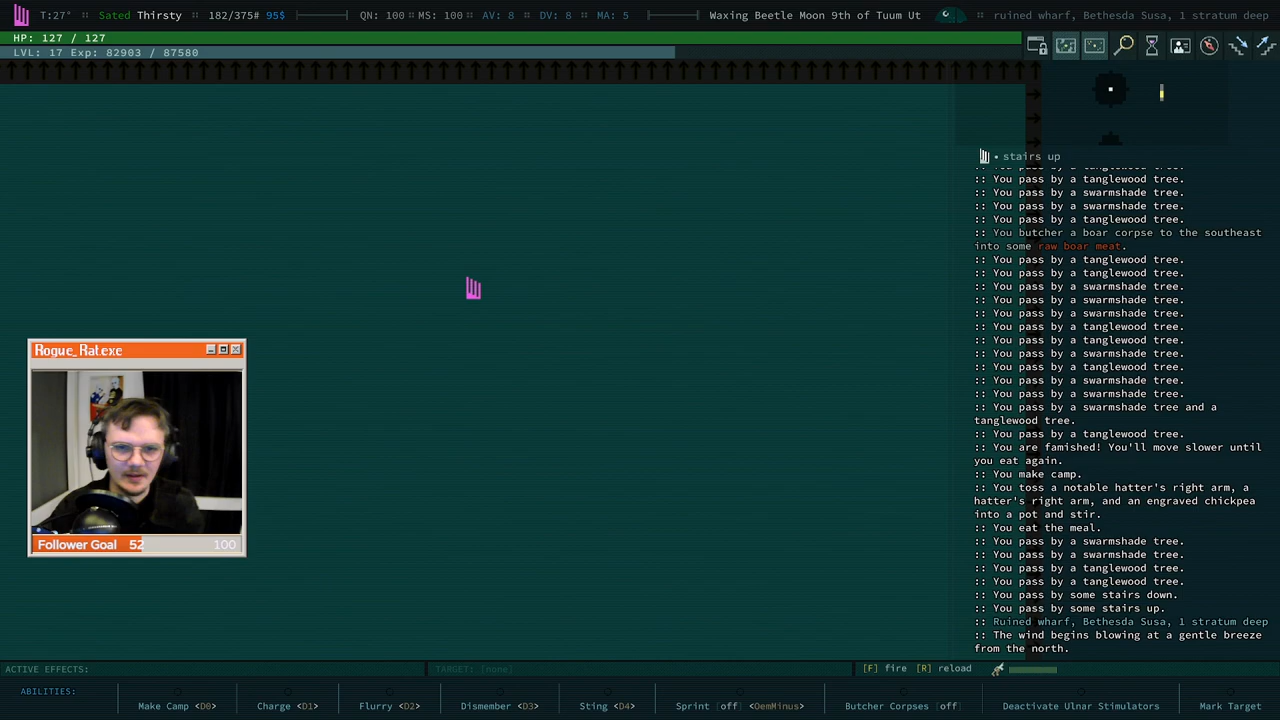 T:27° :: Sated Thirsty :: 182/375# 95$ QN: 100 :: MS: 100 :: AV: 8 :: DV: 8 :: MA: 5 Waxing Beetle Moon 9th of Tuum Ut :: ruined wharf, Bethesda Susa, 1 stratum deep
HP: 127 / 127
LVL: 17 Exp: 82903 / 87580
• stairs up
:: You pass by a tanglewood tree.
:: You pass by a swarmshade tree.
:: You pass by a swarmshade tree.
:: You pass by a tanglewood tree.
:: You butcher a boar corpse to the southeast
into some raw boar meat.
:: You pass by a tanglewood tree.
:: You pass by a tanglewood tree.
:: You pass by a swarmshade tree.
:: You pass by a swarmshade tree.
:: You pass by a swarmshade tree.
:: You pass by a tanglewood tree.
:: You pass by a tanglewood tree.
:: You pass by a swarmshade tree.
:: You pass by a tanglewood tree.
:: You pass by a swarmshade tree.
:: You pass by a swarmshade tree.
:: You pass by a swarmshade tree and a
tanglewood tree.
:: You pass by a tanglewood tree.
:: You are famished! You'll move slower until
you eat again.
:: You make camp.
:: You toss a notable hatter's right arm, a
hatter's right arm, and an engraved chickpea
into a pot and stir.
:: You eat the meal.
:: You pass by a swarmshade tree.
:: You pass by a swarmshade tree.
:: You pass by a tanglewood tree.
:: You pass by a tanglewood tree.
:: You pass by some stairs down.
:: You pass by some stairs up.
:: Ruined wharf, Bethesda Susa, 1 stratum deep
:: The wind begins blowing at a gentle breeze
from the north.
Rogue_Rat.exe
Follower Goal 52 100
ACTIVE EFFECTS: TARGET: [none] [F] fire [R] reload
ABILITIES: Make Camp <D0> Charge <D1> Flurry <D2> Dismember <D3> Sting <D4> Sprint [off] <OemMinus> Butcher Corpses [off] Deactivate Ulnar Stimulators Mark Target